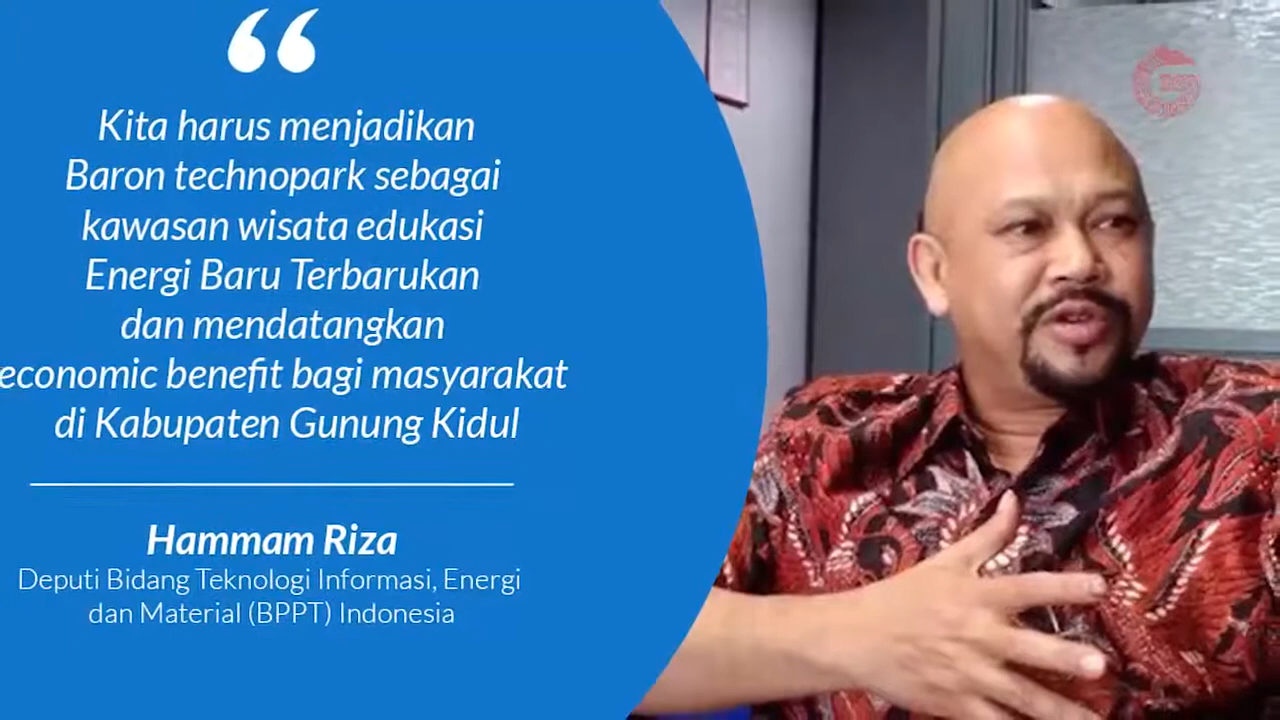 Kita harus menjadikan
Baron technopark sebagai
kawasan wisata edukasi
Energi Baru Terbarukan
dan mendatangkan
economic benefit bagi masyarakat
di Kabupaten Gunung Kidul
Hammam Riza
Deputi Bidang Teknologi Informasi, Energi
dan Material (BPPT) Indonesia